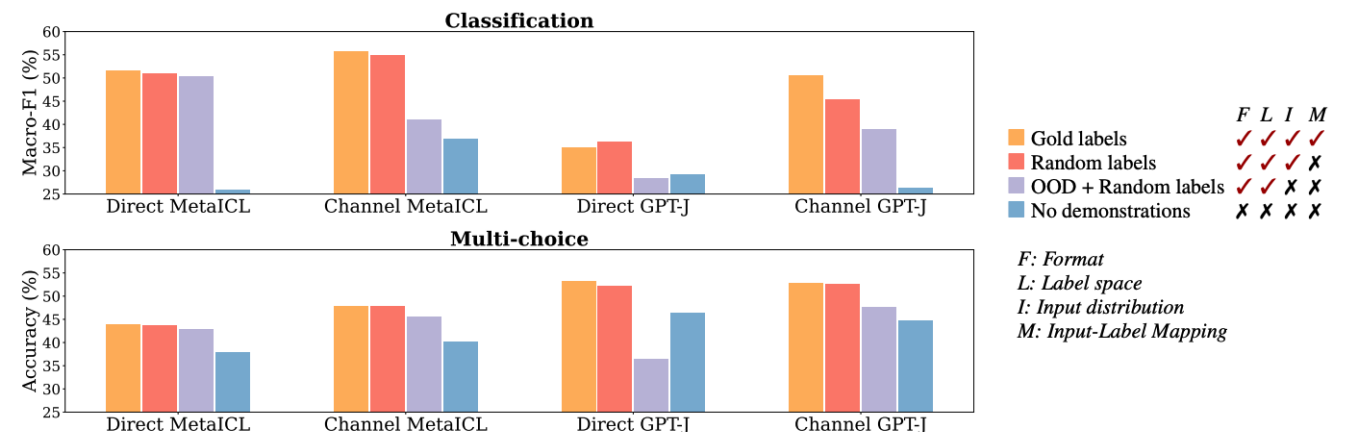 Classification
Macro-F1 (%)
60
55
50
45
40
35
30
25
Direct MetaICL
Channel MetaICL
Direct GPT-J
Channel GPT-J
Multi-choice
Accuracy (%)
60
55
50
45
40
35
30
25
Direct MetaICL
Channel MetaICL
Direct GPT-J
Channel GPT-J
F L I M
Gold labels ✓ ✓ ✓ ✓
Random labels ✓ ✓ ✓ ✗
OOD + Random labels ✓ ✓ ✗ ✗
No demonstrations ✗ ✗ ✗ ✗
F: Format
L: Label space
I: Input distribution
M: Input-Label Mapping